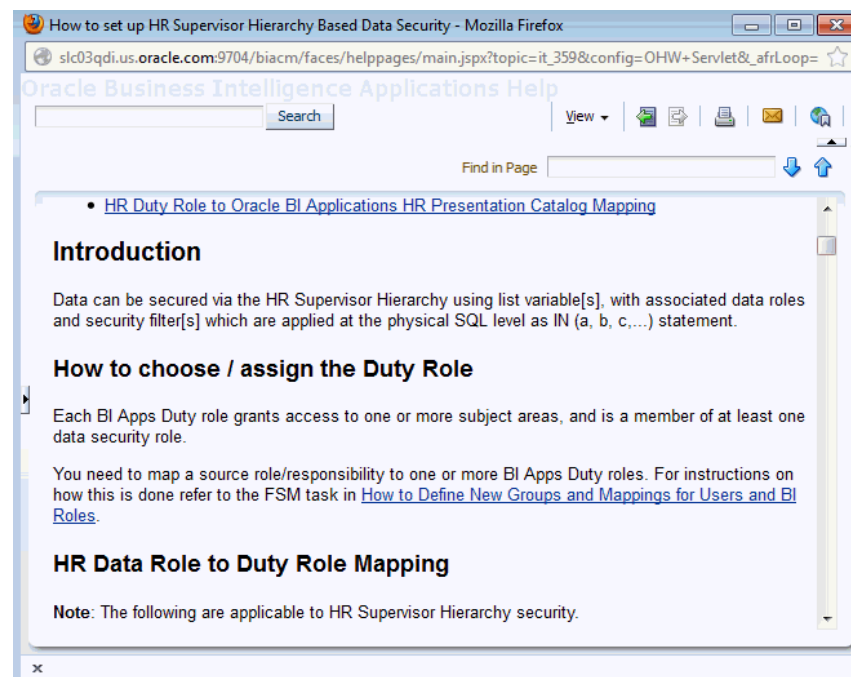 How to set up HR Supervisor Hierarchy Based Data Security - Mozilla Firefox
slc03qdi.us.oracle.com:9704/biacm/faces/helppages/main.jspx?topic=it_359&config=OHW+Servlet&_afrLoop=
Oracle Business Intelligence Applications Help
Search
View
Find in Page
• HR Duty Role to Oracle BI Applications HR Presentation Catalog Mapping
Introduction
Data can be secured via the HR Supervisor Hierarchy using list variable[s], with associated data roles
and security filter[s] which are applied at the physical SQL level as IN (a, b, c,...) statement.
How to choose / assign the Duty Role
Each BI Apps Duty role grants access to one or more subject areas, and is a member of at least one
data security role.
You need to map a source role/responsibility to one or more BI Apps Duty roles. For instructions on
how this is done refer to the FSM task in How to Define New Groups and Mappings for Users and BI
Roles.
HR Data Role to Duty Role Mapping
Note: The following are applicable to HR Supervisor Hierarchy security.